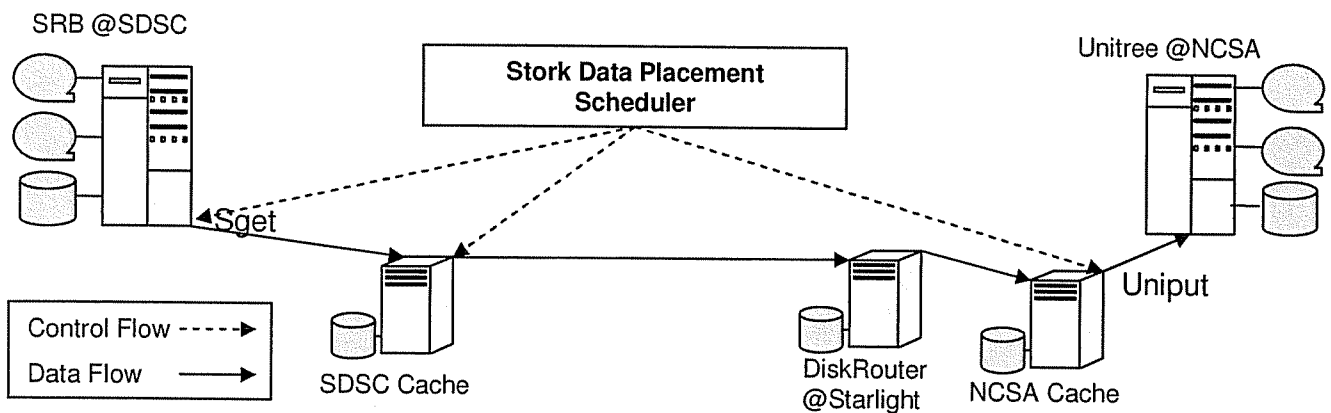 SRB @SDSC
Stork Data Placement
Scheduler
Unitree @NCSA
Sget
Uniput
Control Flow
Data Flow
SDSC Cache
DiskRouter
@Starlight
NCSA Cache